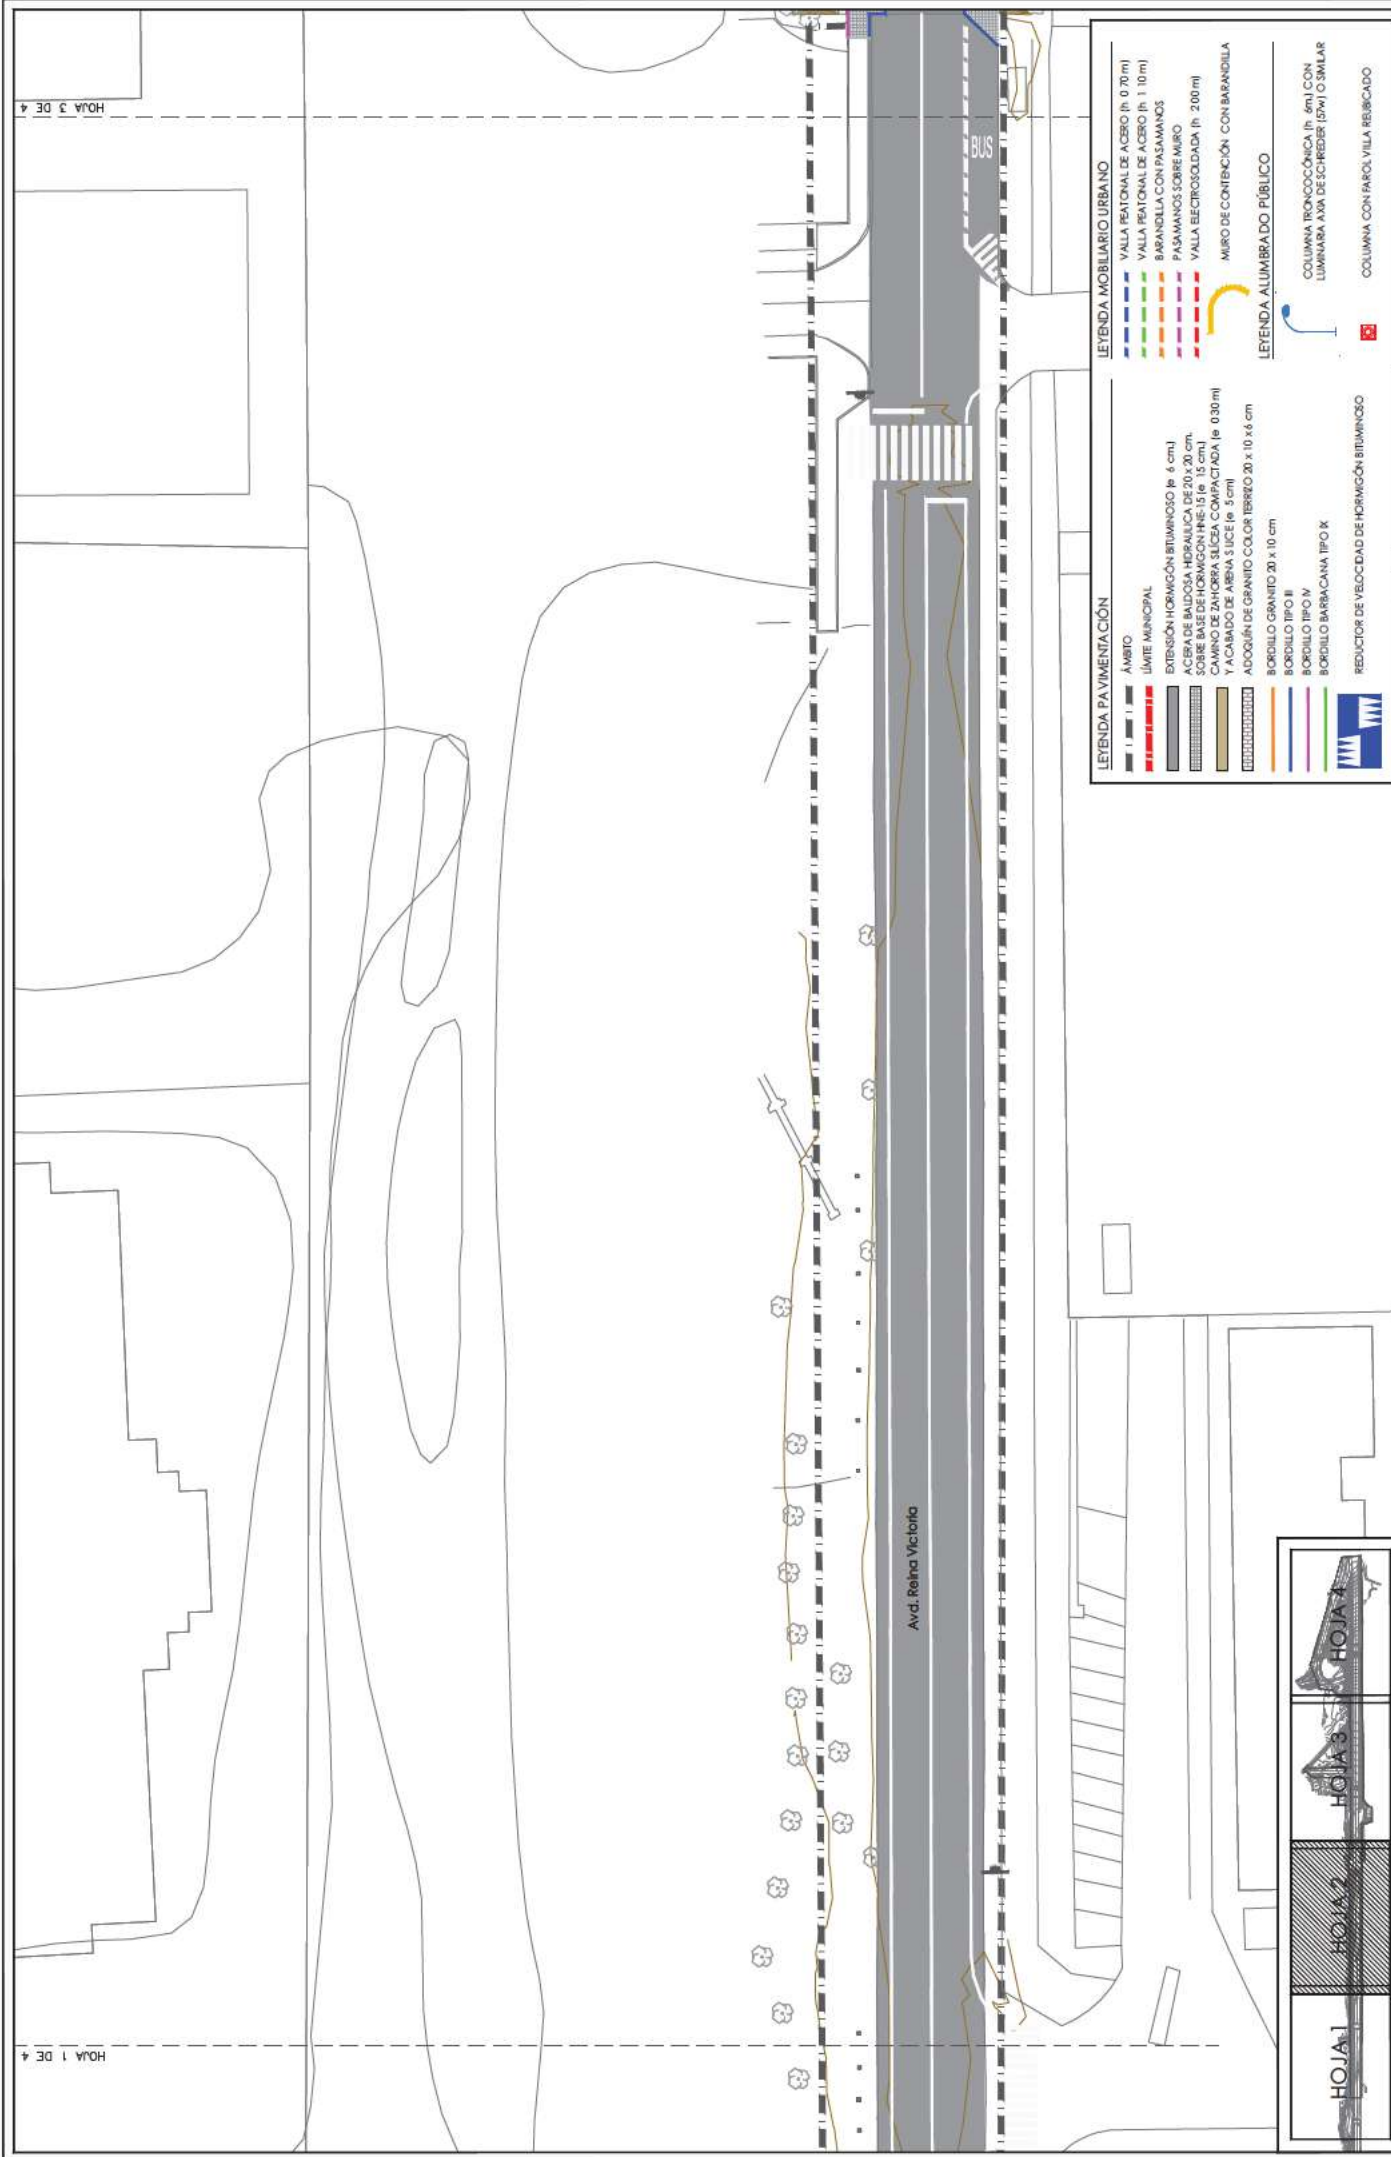 HOJA 1 DE 4
HOJA 3 DE 4
BUS
Avd. Reina Victoria
LEYENDA PAVIMENTACIÓN
ÁMBITO
LÍMITE MUNICIPAL
EXTENSIÓN HORMIGÓN BITUMINOSO (e 6 cm.)
ACERA DE BALDOSA HIDRAULICA DE 20 x 20 cm.
SOBRE BASE DE HORMIGON HNE-15 (e 15 cm.)
CAMINO DE ZAHORRA SILÍCEA COMPACTADA (e 0 30 m)
Y ACABADO DE ARENA SILICE (e 5 cm)
ADOQUÍN DE GRANITO COLOR TERRIZO 20 x 10 x 6 cm
BORDILLO GRANITO 20 x 10 cm
BORDILLO TIPO III
BORDILLO TIPO IV
BORDILLO BARBACANA TIPO IX
REDUCTOR DE VELOCIDAD DE HORMIGÓN BITUMINOSO
LEYENDA MOBILIARIO URBANO
VALLA PEATONAL DE ACERO (h 0 70 m)
VALLA PEATONAL DE ACERO (h 1 10 m)
BARANDILLA CON PASAMANOS
PASAMANOS SOBRE MURO
VALLA ELECTROSOLDADA (h 2 00 m)
MURO DE CONTENCIÓN CON BARANDILLA
LEYENDA ALUMBRADO PÚBLICO
COLUMNA TRONCOCÓNICA (h 6m.) CON
LUMINARIA AXIA DE SCHREDER (57w) O SIMILAR
COLUMNA CON FAROL VILLA REUBICADO
HOJA 1
HOJA 2
HOJA 3
HOJA 4